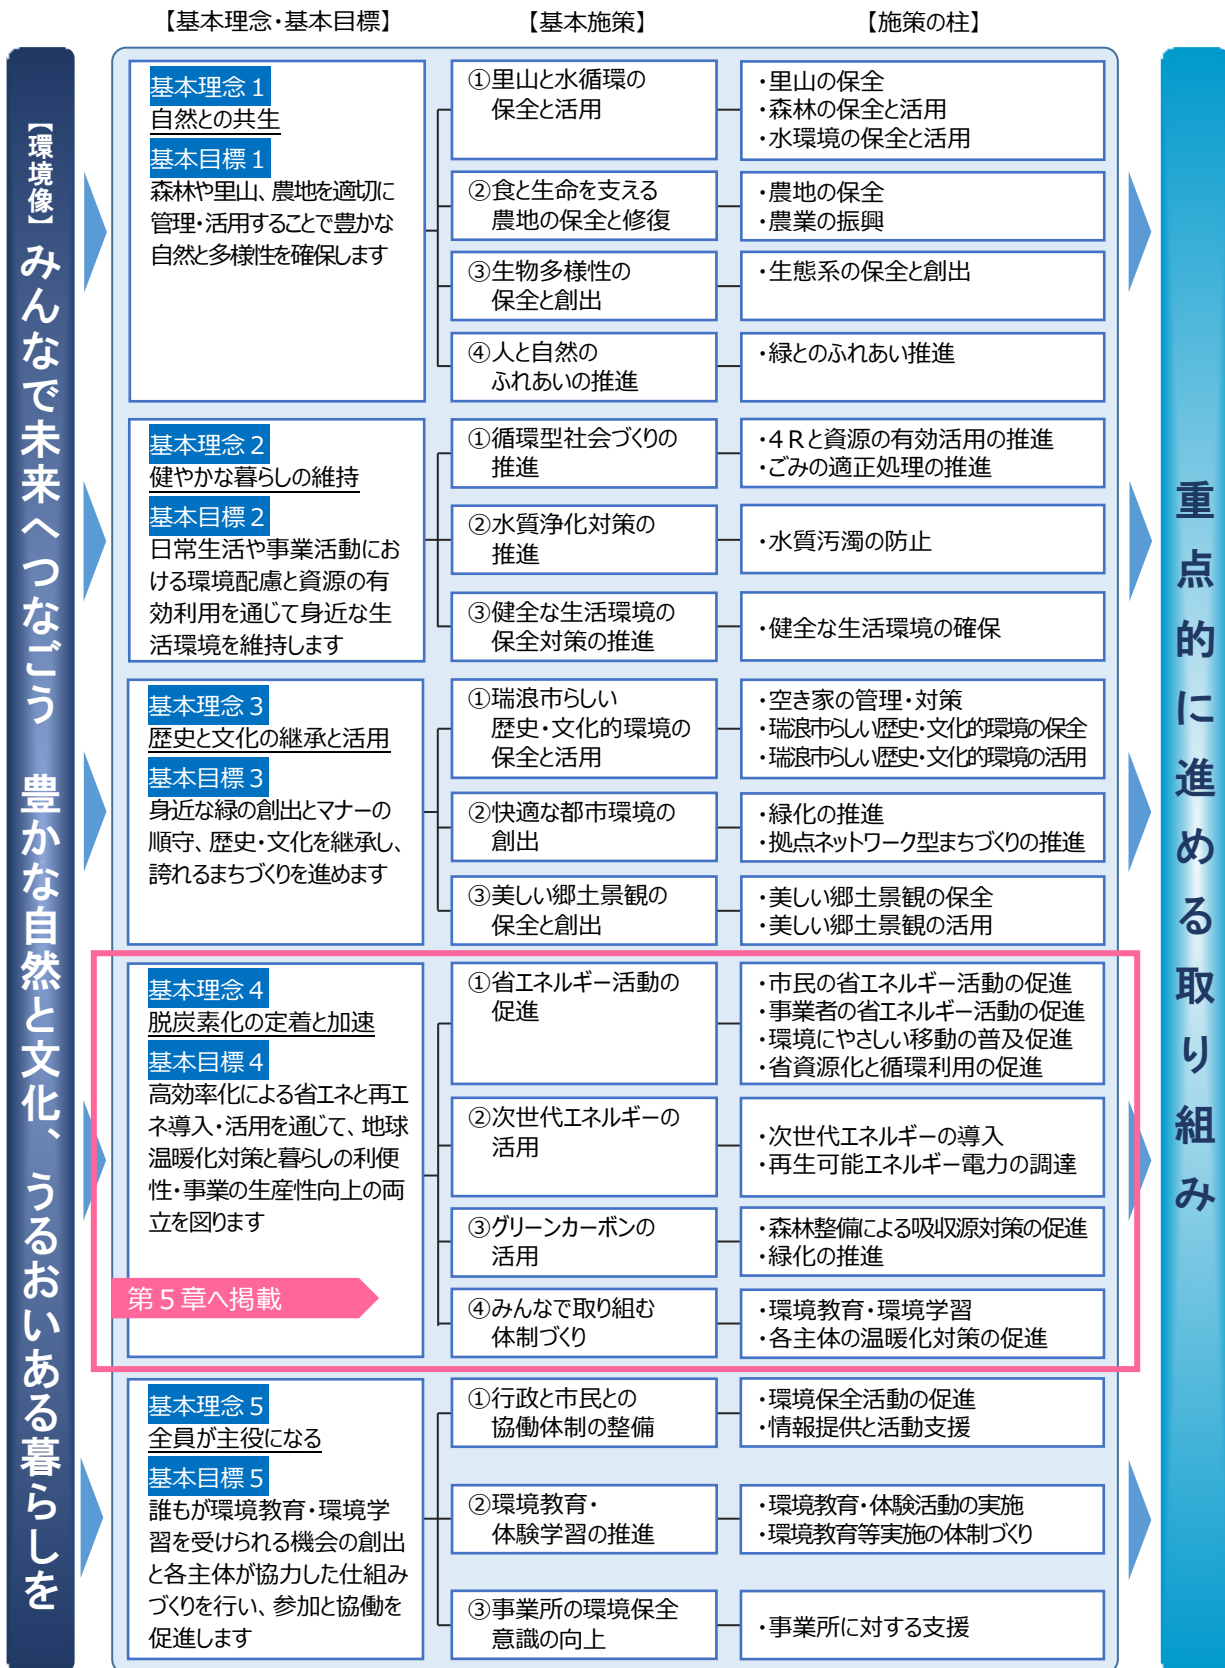 【基本理念・基本目標】
【基本施策】
【施策の柱】
【環境像】みんなで未来へつなごう　豊かな自然と文化、うるおいある暮らしを
基本理念１
自然との共生
基本目標１
森林や里山、農地を適切に
管理・活用することで豊かな
自然と多様性を確保します
①里山と水循環の
保全と活用
・里山の保全
・森林の保全と活用
・水環境の保全と活用
②食と生命を支える
農地の保全と修復
・農地の保全
・農業の振興
③生物多様性の
保全と創出
・生態系の保全と創出
④人と自然の
ふれあいの推進
・緑とのふれあい推進
基本理念２
健やかな暮らしの維持
基本目標２
日常生活や事業活動にお
ける環境配慮と資源の有
効利用を通じて身近な生
活環境を維持します
①循環型社会づくりの
推進
・４Ｒと資源の有効活用の推進
・ごみの適正処理の推進
②水質浄化対策の
推進
・水質汚濁の防止
③健全な生活環境の
保全対策の推進
・健全な生活環境の確保
基本理念３
歴史と文化の継承と活用
基本目標３
身近な緑の創出とマナーの
順守、歴史・文化を継承し、
誇れるまちづくりを進めます
①瑞浪市らしい
歴史・文化的環境の
保全と活用
・空き家の管理・対策
・瑞浪市らしい歴史・文化的環境の保全
・瑞浪市らしい歴史・文化的環境の活用
②快適な都市環境の
創出
・緑化の推進
・拠点ネットワーク型まちづくりの推進
③美しい郷土景観の
保全と創出
・美しい郷土景観の保全
・美しい郷土景観の活用
基本理念４
脱炭素化の定着と加速
基本目標４
高効率化による省エネと再エ
ネ導入・活用を通じて、地球
温暖化対策と暮らしの利便
性・事業の生産性向上の両
立を図ります
第５章へ掲載
①省エネルギー活動の
促進
・市民の省エネルギー活動の促進
・事業者の省エネルギー活動の促進
・環境にやさしい移動の普及促進
・省資源化と循環利用の促進
②次世代エネルギーの
活用
・次世代エネルギーの導入
・再生可能エネルギー電力の調達
③グリーンカーボンの
活用
・森林整備による吸収源対策の促進
・緑化の推進
④みんなで取り組む
体制づくり
・環境教育・環境学習
・各主体の温暖化対策の促進
基本理念５
全員が主役になる
基本目標５
誰もが環境教育・環境学
習を受けられる機会の創出
と各主体が協力した仕組み
づくりを行い、参加と協働を
促進します
①行政と市民との
協働体制の整備
・環境保全活動の促進
・情報提供と活動支援
②環境教育・
体験学習の推進
・環境教育・体験活動の実施
・環境教育等実施の体制づくり
③事業所の環境保全
意識の向上
・事業所に対する支援
重点的に進める取り組み